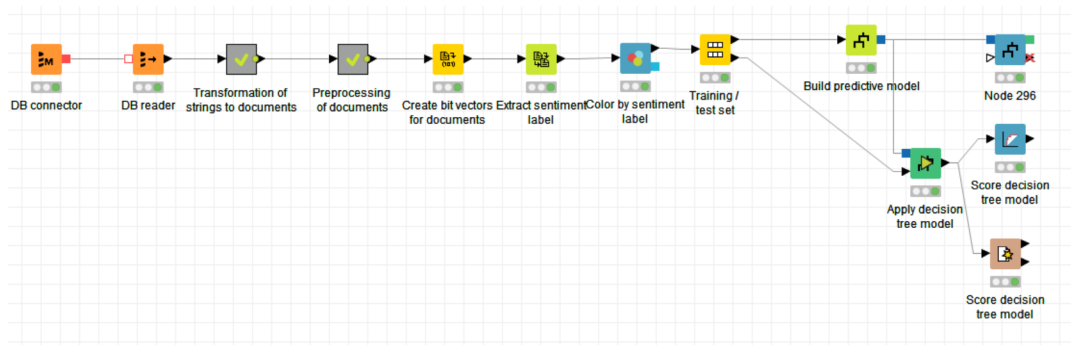 DB connector
DB reader
Transformation of
strings to documents
Preprocessing
of documents
Create bit vectors
for documents
Extract sentiment
label
Color by sentiment
label
Training /
test set
Build predictive model
Node 296
Apply decision
tree model
Score decision
tree model
Score decision
tree model